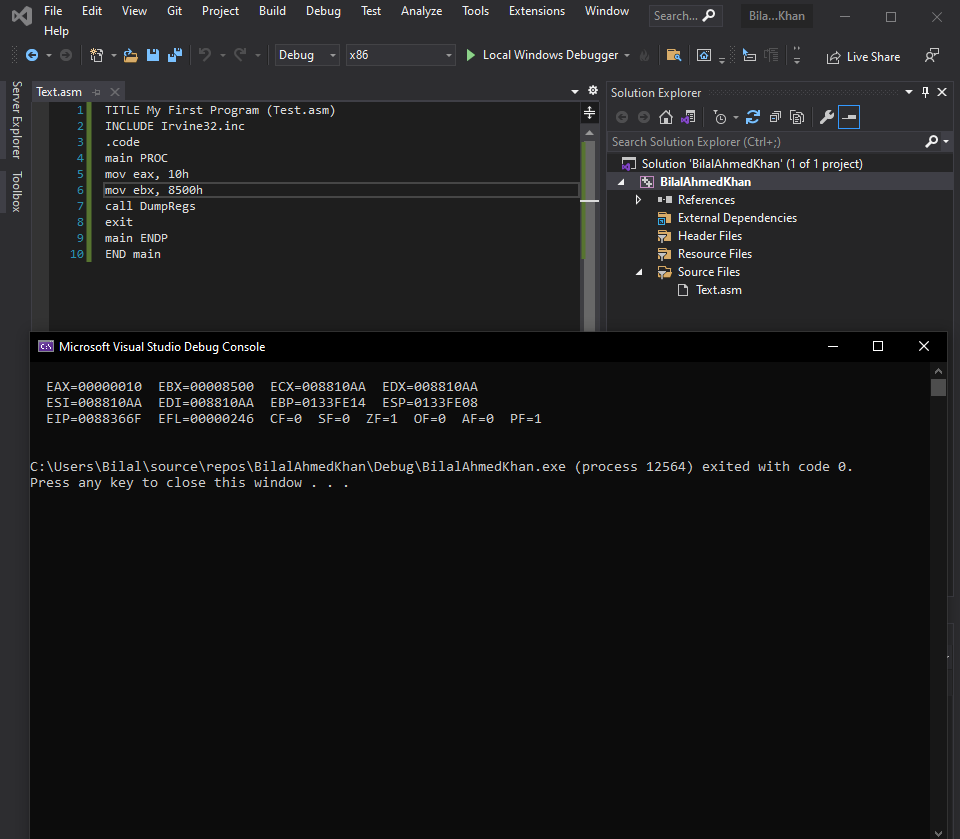 File Edit View Git Project Build Debug Test Analyze Tools Extensions Window Search... Bila...Khan
Help
Debug x86 Local Windows Debugger Live Share
Server Explorer
Toolbox
Text.asm
1 TITLE My First Program (Test.asm)
2 INCLUDE Irvine32.inc
3 .code
4 main PROC
5 mov eax, 10h
6 mov ebx, 8500h
7 call DumpRegs
8 exit
9 main ENDP
10 END main
Solution Explorer
Search Solution Explorer (Ctrl+;)
Solution 'BilalAhmedKhan' (1 of 1 project)
BilalAhmedKhan
References
External Dependencies
Header Files
Resource Files
Source Files
Text.asm
Microsoft Visual Studio Debug Console
EAX=00000010 EBX=00008500 ECX=008810AA EDX=008810AA
ESI=008810AA EDI=008810AA EBP=0133FE14 ESP=0133FE08
EIP=0088366F EFL=00000246 CF=0 SF=0 ZF=1 OF=0 AF=0 PF=1
C:\Users\Bilal\source\repos\BilalAhmedKhan\Debug\BilalAhmedKhan.exe (process 12564) exited with code 0.
Press any key to close this window . . .